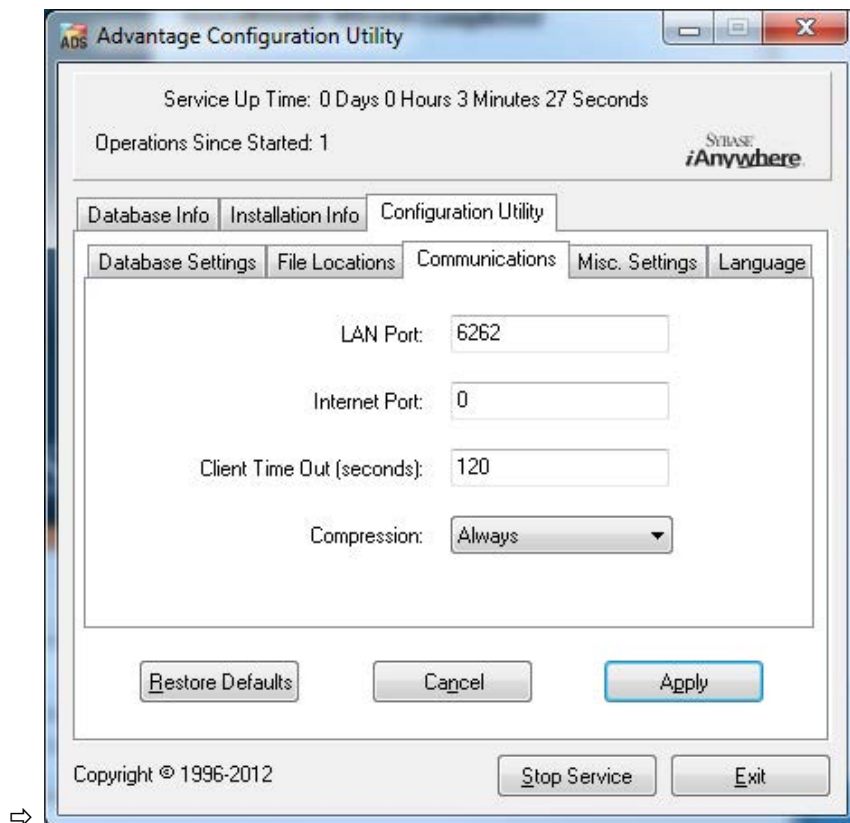 ADS Advantage Configuration Utility
Service Up Time: 0 Days 0 Hours 3 Minutes 27 Seconds
Operations Since Started: 1
SYBASE
iAnywhere
Database Info Installation Info Configuration Utility
Database Settings File Locations Communications Misc. Settings Language
LAN Port: 6262
Internet Port: 0
Client Time Out (seconds): 120
Compression: Always
Restore Defaults Cancel Apply
Copyright © 1996-2012 Stop Service Exit
⇨